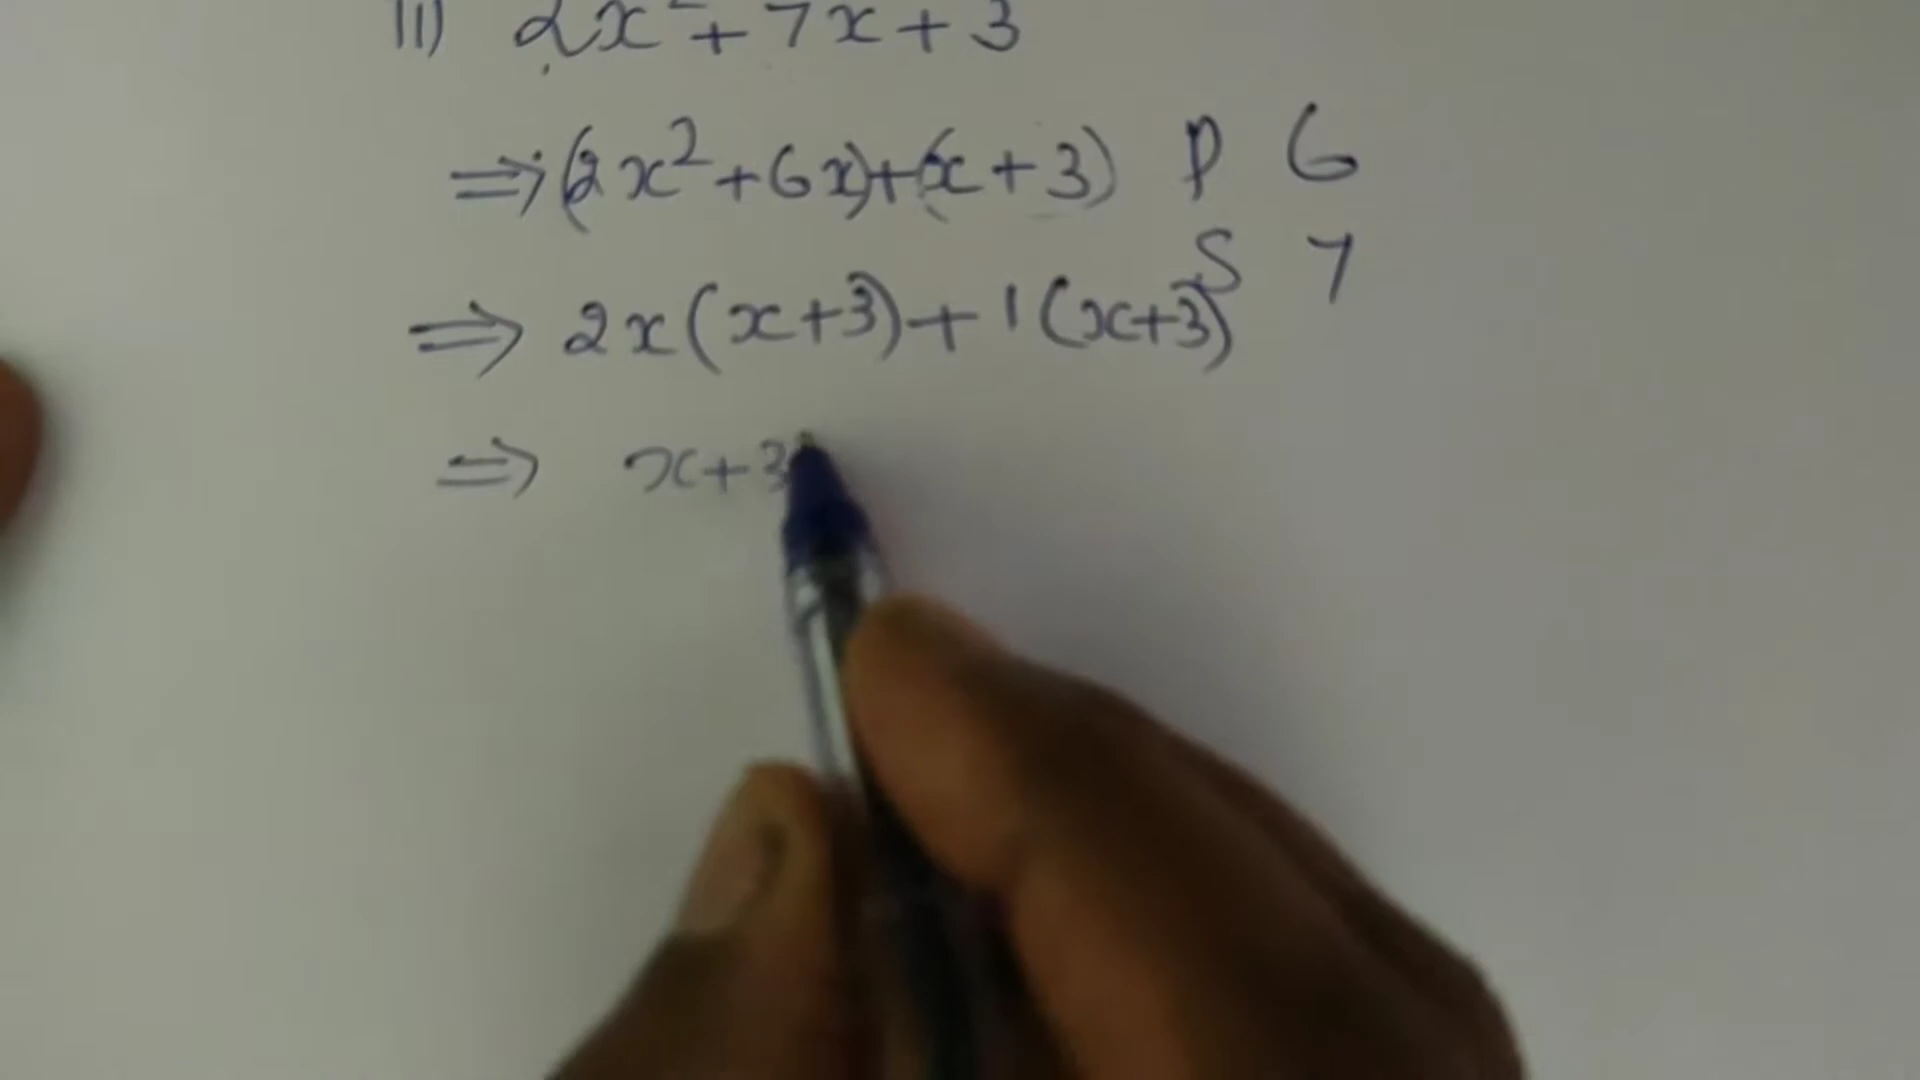 ii) 2x²+7x+3
⇒ (2x²+6x)+(x+3) P 6
S 7
⇒ 2x(x+3)+1(x+3)
⇒ x+3